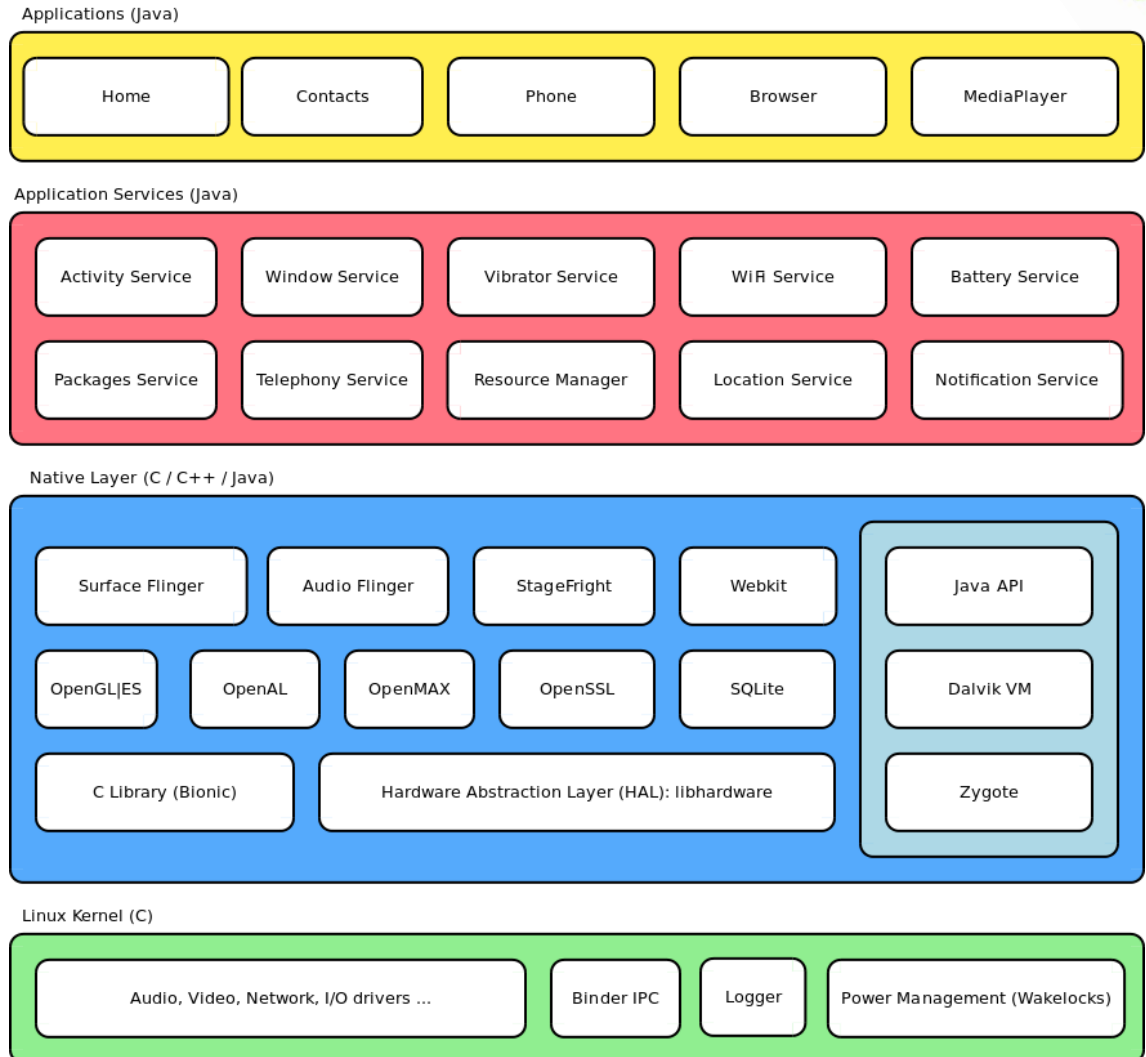 Applications (Java)
Home
Contacts
Phone
Browser
MediaPlayer
Application Services (Java)
Activity Service
Window Service
Vibrator Service
WiFi Service
Battery Service
Packages Service
Telephony Service
Resource Manager
Location Service
Notification Service
Native Layer (C / C++ / Java)
Surface Flinger
Audio Flinger
StageFright
Webkit
Java API
OpenGL|ES
OpenAL
OpenMAX
OpenSSL
SQLite
Dalvik VM
C Library (Bionic)
Hardware Abstraction Layer (HAL): libhardware
Zygote
Linux Kernel (C)
Audio, Video, Network, I/O drivers ...
Binder IPC
Logger
Power Management (Wakelocks)